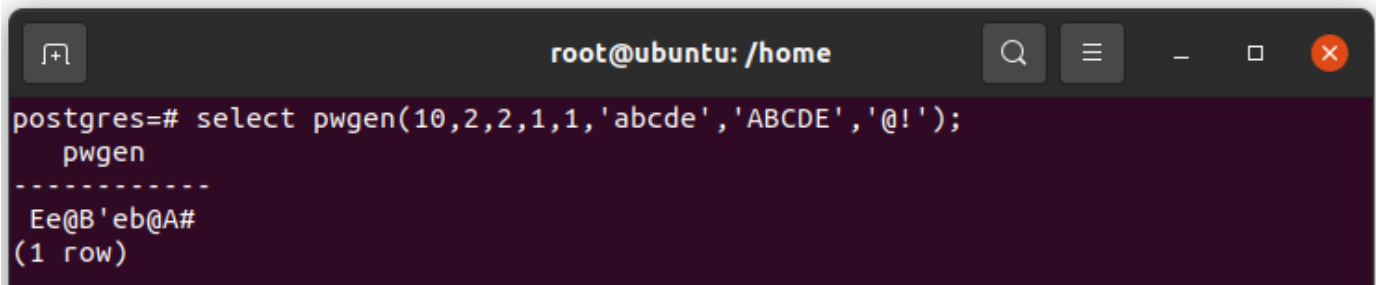 root@ubuntu: /home
postgres=# select pwgen(10,2,2,1,1,'abcde','ABCDE','@!');
pwgen
------------
Ee@B'eb@A#
(1 row)